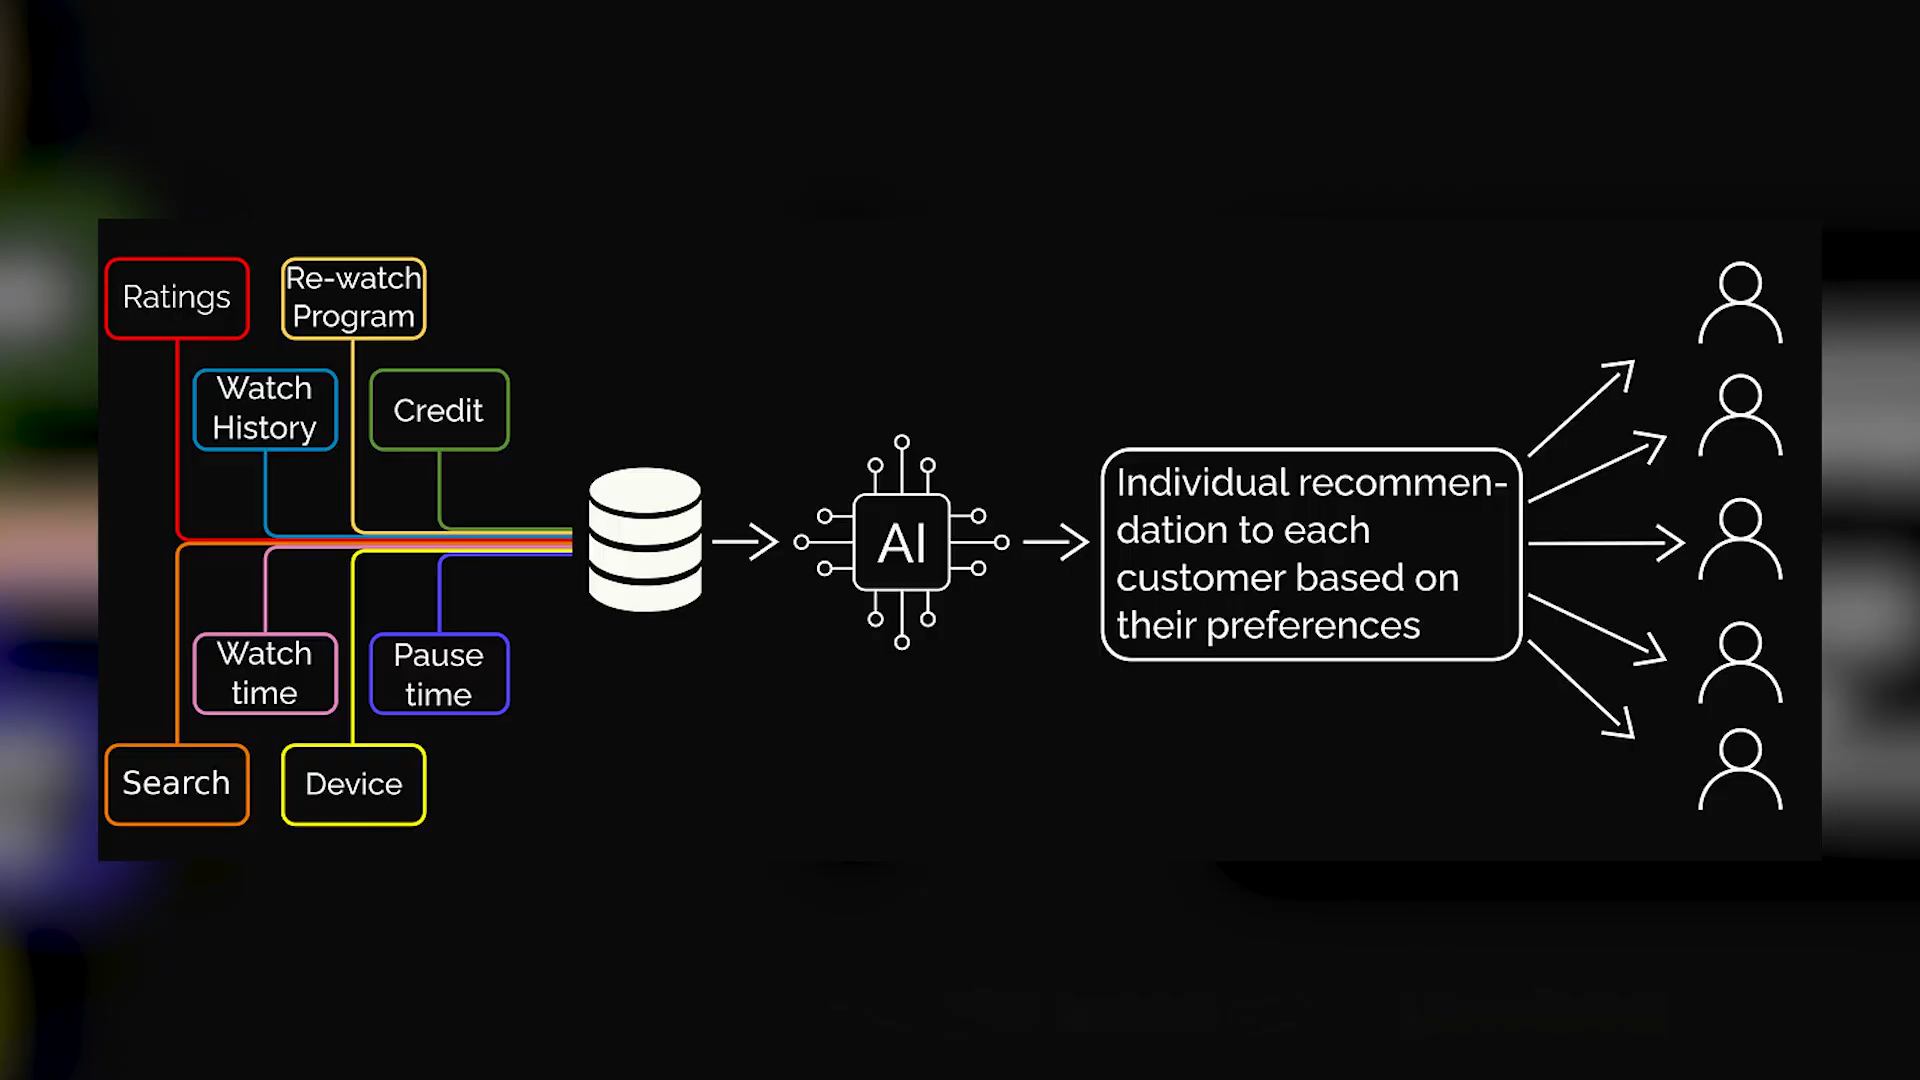 Ratings
Re-watch
Program
Watch
History
Credit
AI
Individual recommen-
dation to each
customer based on
their preferences
Watch
time
Pause
time
Search
Device